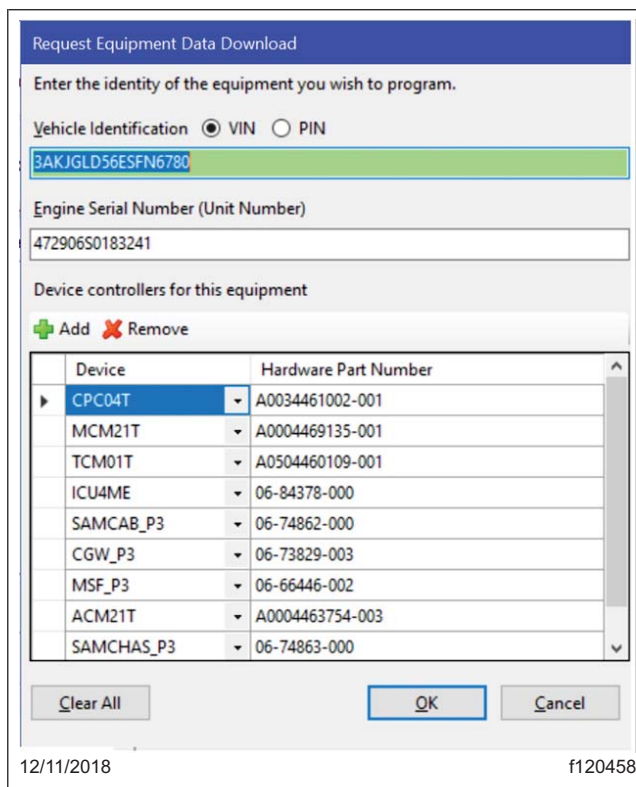 Request Equipment Data Download
Enter the identity of the equipment you wish to program.
Vehicle Identification VIN PIN
3AKJGLD56ESFN6780
Engine Serial Number (Unit Number)
472906S0183241
Device controllers for this equipment
Add Remove
Device Hardware Part Number
CPC04T A0034461002-001
MCM21T A0004469135-001
TCM01T A0504460109-001
ICU4ME 06-84378-000
SAMCAB_P3 06-74862-000
CGW_P3 06-73829-003
MSF_P3 06-66446-002
ACM21T A0004463754-003
SAMCHAS_P3 06-74863-000
Clear All OK Cancel
12/11/2018 f120458